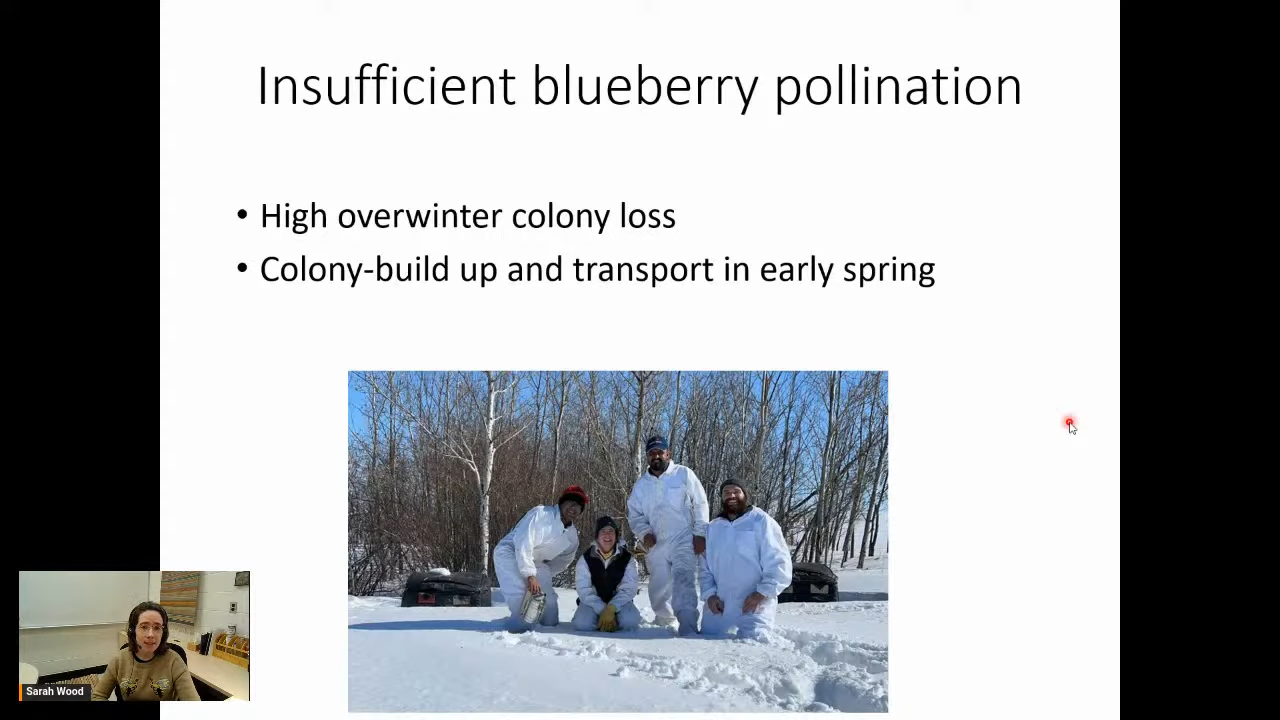 Insufficient blueberry pollination
• High overwinter colony loss
• Colony-build up and transport in early spring
Sarah Wood